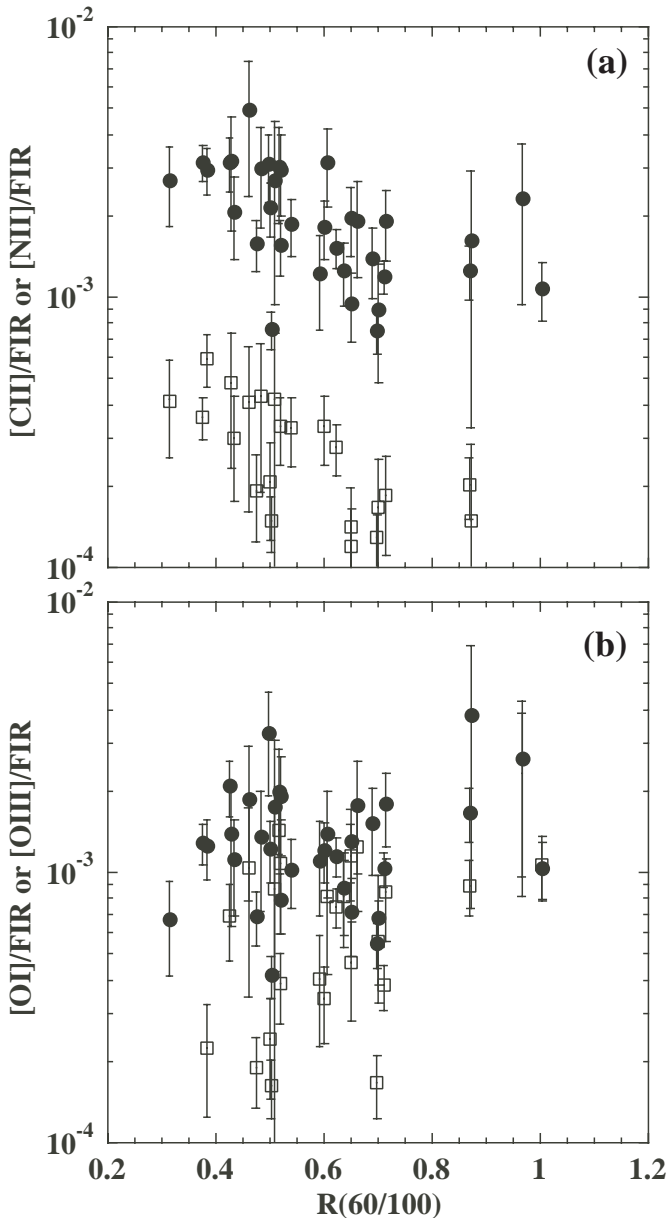 10^-2
(a)
[CII]/FIR or [NII]/FIR
10^-3
10^-4
10^-2
(b)
[OI]/FIR or [OIII]/FIR
10^-3
10^-4
0.2 0.4 0.6 0.8 1 1.2
R(60/100)